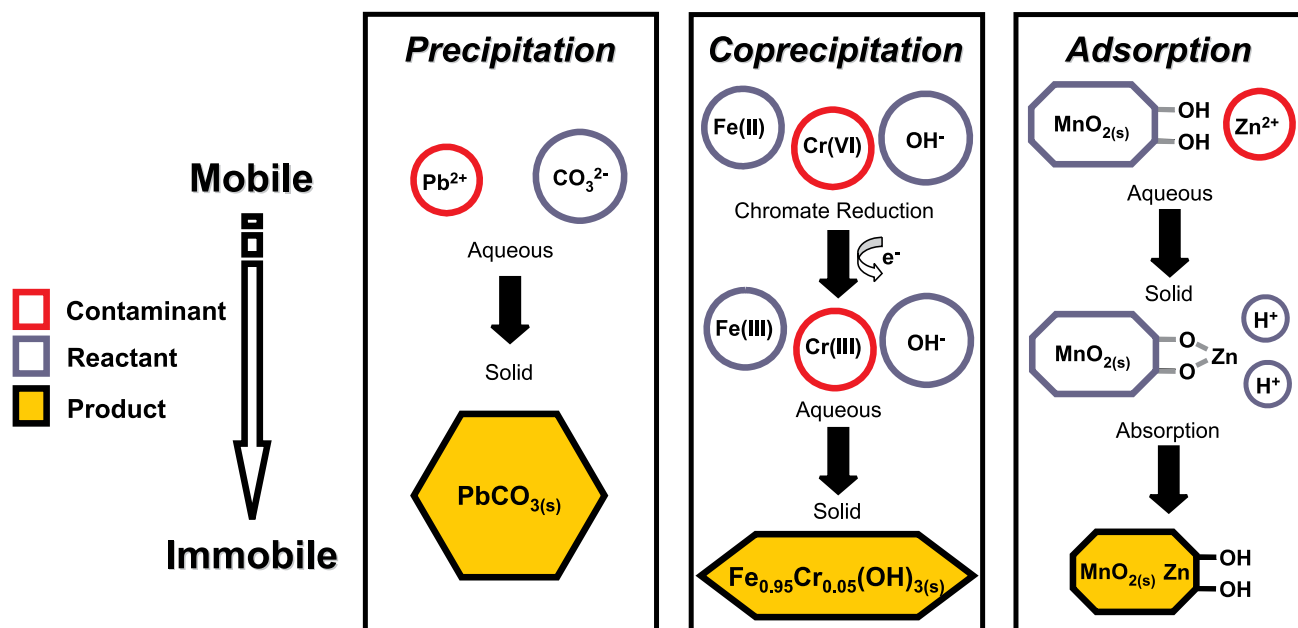 Mobile
Immobile
Contaminant
Reactant
Product
Precipitation
Pb²⁺
CO₃²⁻
Aqueous
Solid
PbCO₃₍ₛ₎
Coprecipitation
Fe(II)
Cr(VI)
OH⁻
Chromate Reduction
e⁻
Fe(III)
Cr(III)
OH⁻
Aqueous
Solid
Fe₀.₉₅Cr₀.₀₅(OH)₃₍ₛ₎
Adsorption
MnO₂₍ₛ₎
OH
OH
Zn²⁺
Aqueous
Solid
MnO₂₍ₛ₎
O
O
Zn
H⁺
H⁺
Absorption
MnO₂₍ₛ₎ Zn
OH
OH